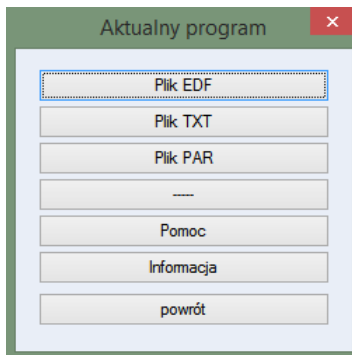 Aktualny program
Plik EDF
Plik TXT
Plik PAR
-----
Pomoc
Informacja
powrót